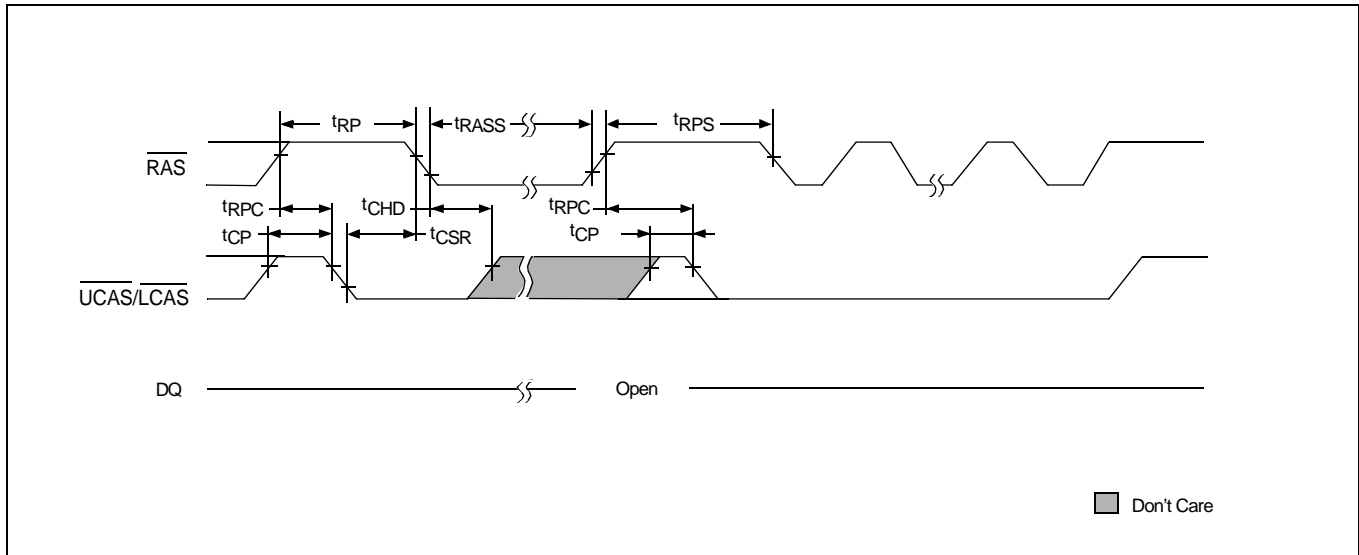 tRP
tRASS
tRPS
RAS
tRPC
tCHD
tRPC
tCP
tCSR
tCP
UCAS/LCAS
DQ
Open
Don't Care